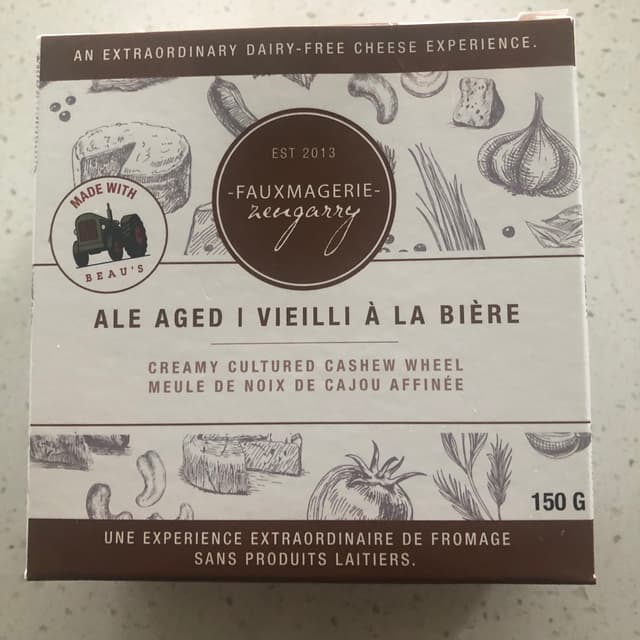 AN EXTRAORDINARY DAIRY-FREE CHEESE EXPERIENCE.
EST 2013
-FAUXMAGERIE-
zengarry
MADE WITH
BEAU'S
ALE AGED | VIEILLI À LA BIÈRE
CREAMY CULTURED CASHEW WHEEL
MEULE DE NOIX DE CAJOU AFFINÉE
150 G
UNE EXPERIENCE EXTRAORDINAIRE DE FROMAGE
SANS PRODUITS LAITIERS.